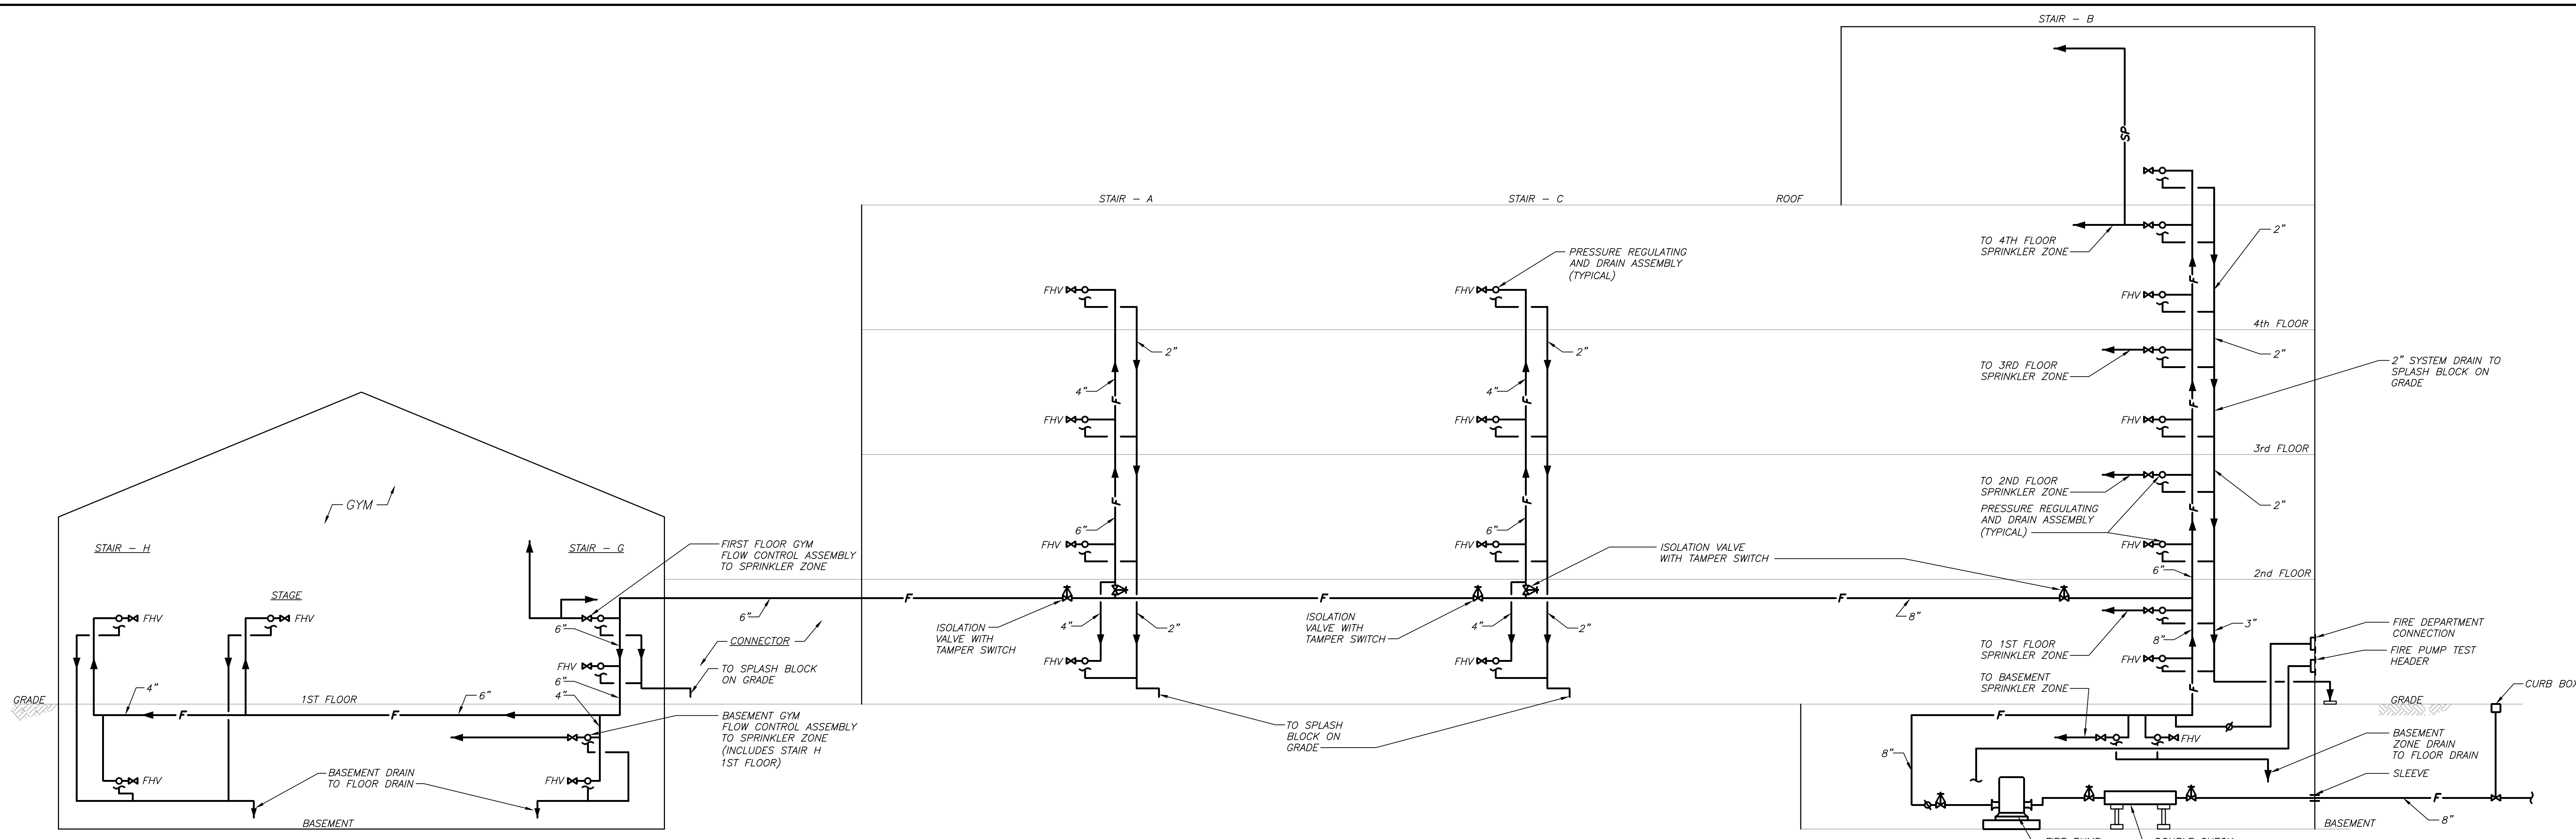 STAIR - B
STAIR - A
STAIR - C
ROOF
SP
TO 4TH FLOOR
SPRINKLER ZONE
2"
PRESSURE REGULATING
AND DRAIN ASSEMBLY
(TYPICAL)
FHV
FHV
FHV
F
4th FLOOR
2"
2"
TO 3RD FLOOR
SPRINKLER ZONE
2"
2" SYSTEM DRAIN TO
SPLASH BLOCK ON
GRADE
4"
F
4"
F
F
FHV
FHV
FHV
3rd FLOOR
TO 2ND FLOOR
SPRINKLER ZONE
PRESSURE REGULATING
AND DRAIN ASSEMBLY
(TYPICAL)
2"
GYM
F
F
F
6"
6"
FHV
FHV
FHV
STAIR - H
STAIR - G
FIRST FLOOR GYM
FLOW CONTROL ASSEMBLY
TO SPRINKLER ZONE
ISOLATION VALVE
WITH TAMPER SWITCH
6"
2nd FLOOR
STAGE
F
F
F
6"
8"
FHV
FHV
6"
CONNECTOR
ISOLATION
VALVE WITH
TAMPER SWITCH
4"
2"
ISOLATION
VALVE WITH
TAMPER SWITCH
4"
2"
TO 1ST FLOOR
SPRINKLER ZONE
8"
3"
FIRE DEPARTMENT
CONNECTION
FIRE PUMP TEST
HEADER
FHV
TO SPLASH BLOCK
ON GRADE
FHV
FHV
FHV
TO BASEMENT
SPRINKLER ZONE
F
CURB BOX
GRADE
4"
1ST FLOOR
6"
6"
4"
F
F
BASEMENT GYM
FLOW CONTROL ASSEMBLY
TO SPRINKLER ZONE
(INCLUDES STAIR H
1ST FLOOR)
TO SPLASH
BLOCK ON
GRADE
F
GRADE
FHV
8"
BASEMENT
ZONE DRAIN
TO FLOOR DRAIN
SLEEVE
FHV
BASEMENT DRAIN
TO FLOOR DRAIN
FHV
F
8"
BASEMENT
BASEMENT